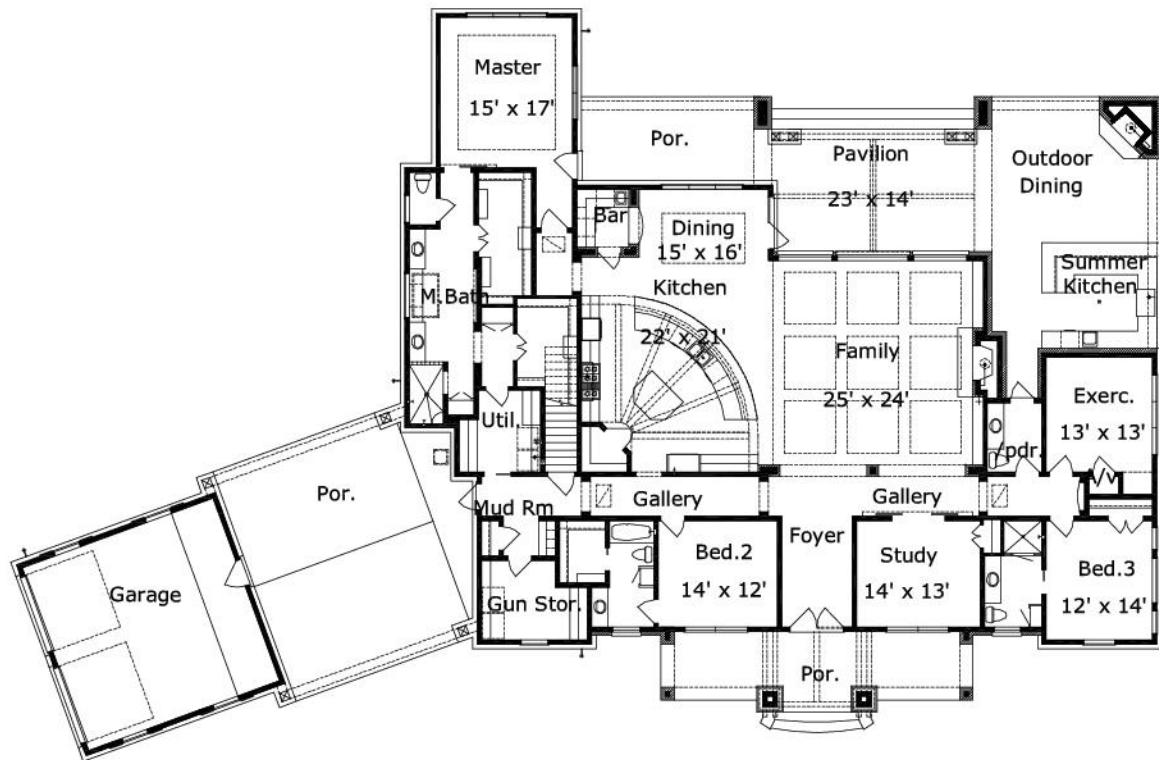 Master
15' x 17'
Por.
Pavilion
23' x 14'
Outdoor
Dining
Bar
Dining
15' x 16'
Kitchen
22' x 21'
Summer
Kitchen
M.Bath
Family
25' x 24'
Exerc.
13' x 13'
Util.
pdr.
Por.
Mud Rm
Gallery
Gallery
Garage
Gun Stor.
Bed.2
14' x 12'
Foyer
Study
14' x 13'
Bed.3
12' x 14'
Por.